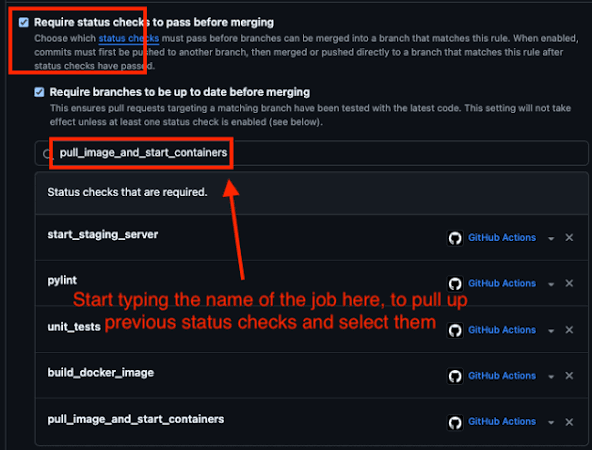 Require status checks to pass before merging
Choose which status checks must pass before branches can be merged into a branch that matches this rule. When enabled,
commits must first be pushed to another branch, then merged or pushed directly to a branch that matches this rule after
status checks have passed.
Require branches to be up to date before merging
This ensures pull requests targeting a matching branch have been tested with the latest code. This setting will not take
effect unless at least one status check is enabled (see below).
pull_image_and_start_containers
Status checks that are required.
start_staging_server GitHub Actions
pylint GitHub Actions
Start typing the name of the job here, to pull up
previous status checks and select them
unit_tests GitHub Actions
build_docker_image GitHub Actions
pull_image_and_start_containers GitHub Actions